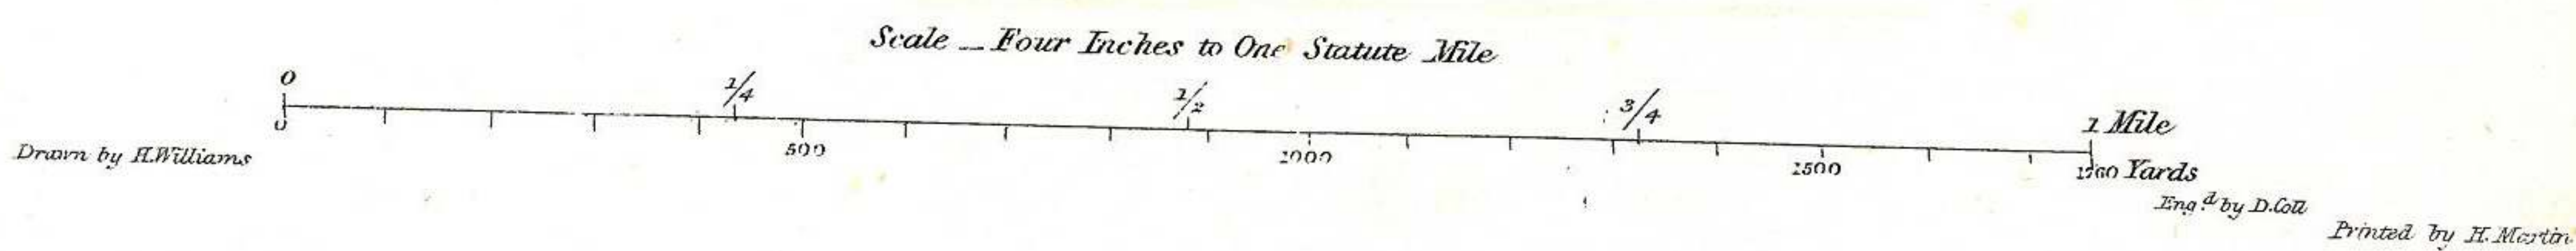 Scale _ Four Inches to One Statute Mile
0 1/4 1/2 3/4 1 Mile
0 500 1000 1500 1760 Yards
Drawn by H. Williams
Eng.d by D. Coll
Printed by H. Martin